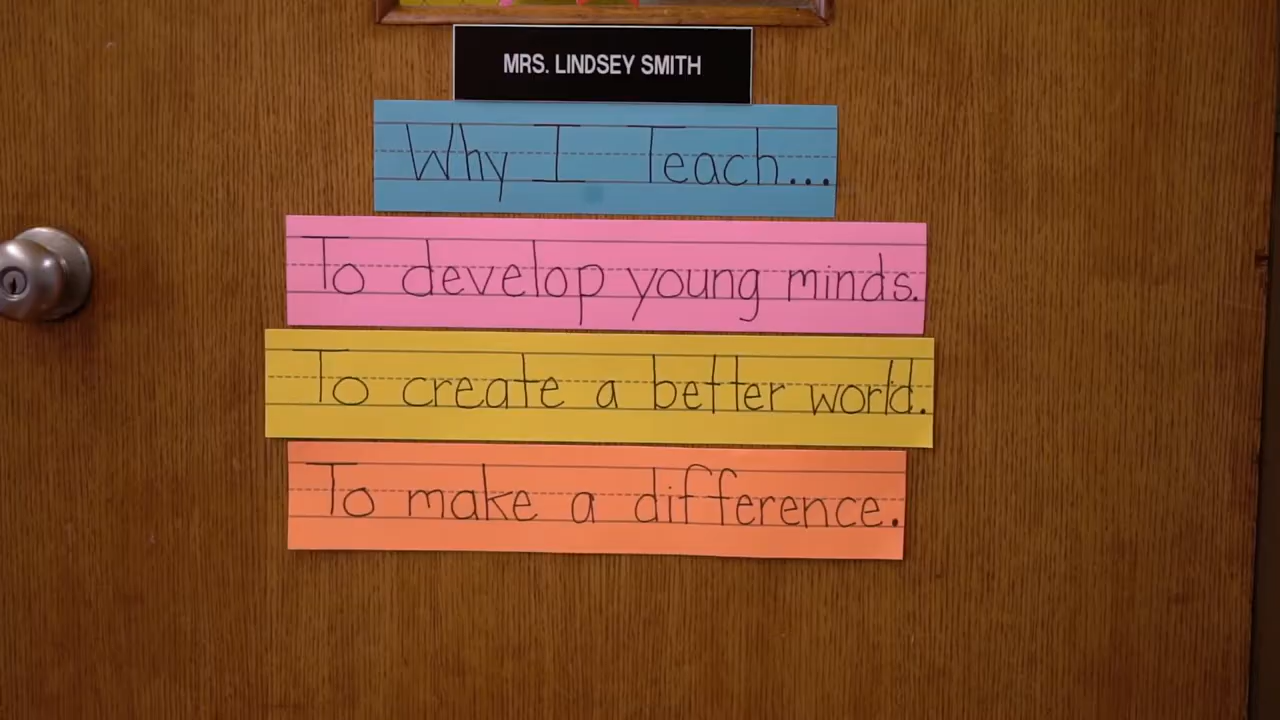 MRS. LINDSEY SMITH
Why I Teach...
To develop young minds.
To create a better world.
To make a difference.